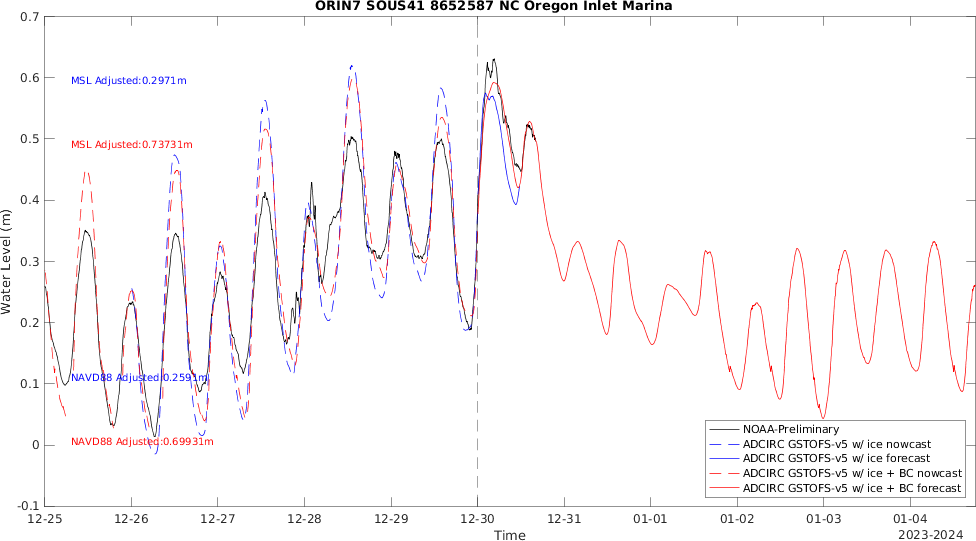 ORIN7 SOUS41 8652587 NC Oregon Inlet Marina
0.7
0.6
0.5
0.4
0.3
0.2
0.1
0
-0.1
Water Level (m)
MSL Adjusted:0.2971m
MSL Adjusted:0.73731m
NAVD88 Adjusted:0.2591m
NAVD88 Adjusted:0.69931m
NOAA-Preliminary
ADCIRC GSTOFS-v5 w/ ice nowcast
ADCIRC GSTOFS-v5 w/ ice forecast
ADCIRC GSTOFS-v5 w/ ice + BC nowcast
ADCIRC GSTOFS-v5 w/ ice + BC forecast
12-25 12-26 12-27 12-28 12-29 12-30 12-31 01-01 01-02 01-03 01-04
Time
2023-2024